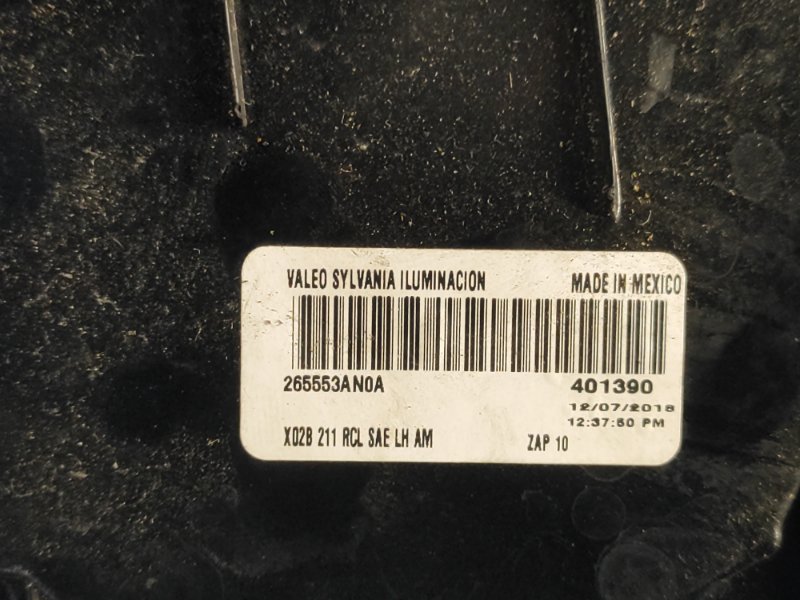 VALEO SYLVANIA ILUMINACION MADE IN MEXICO
265553AN0A 401390
12/07/2018
12:37:50 PM
X02B 211 RCL SAE LH AM ZAP 10